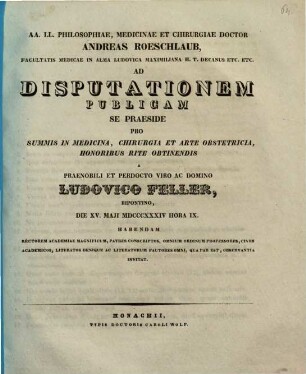 AA. LL. PHILOSOPHIAE, MEDICINAE ET CHIRURGIAE DOCTOR
ANDREAS ROESCHLAUB,
FACULTATIS MEDICAE IN ALMA LUDOVICA MAXIMILIANA H. T. DECANUS ETC. ETC.
AD
DISPUTATIONEM
PUBLICAM
SE PRAESIDE
PRO
SUMMIS IN MEDICINA, CHIRURGIA ET ARTE OBSTETRICIA,
HONORIBUS RITE OBTINENDIS
A
PRAENOBILI ET PERDOCTO VIRO AC DOMINO
LUDOVICO FELLER,
BIPONTINO,
DIE XV. MAJI MDCCCXXXIV HORA IX.
HABENDAM
RECTOREM ACADEMIAE MAGNIFICUM, PATRES CONSCRIPTOS, OMNIUM ORDINUM PROFESSORES, CIVES
ACADEMICOS, LITERATOS DENIQUE AC LITERATORUM FAUTORES OMNI, QUA PAR EST, OBSERVANTIA
INVITAT.
MONACHII,
TYPIS DOCTORIS CAROLI WOLF.